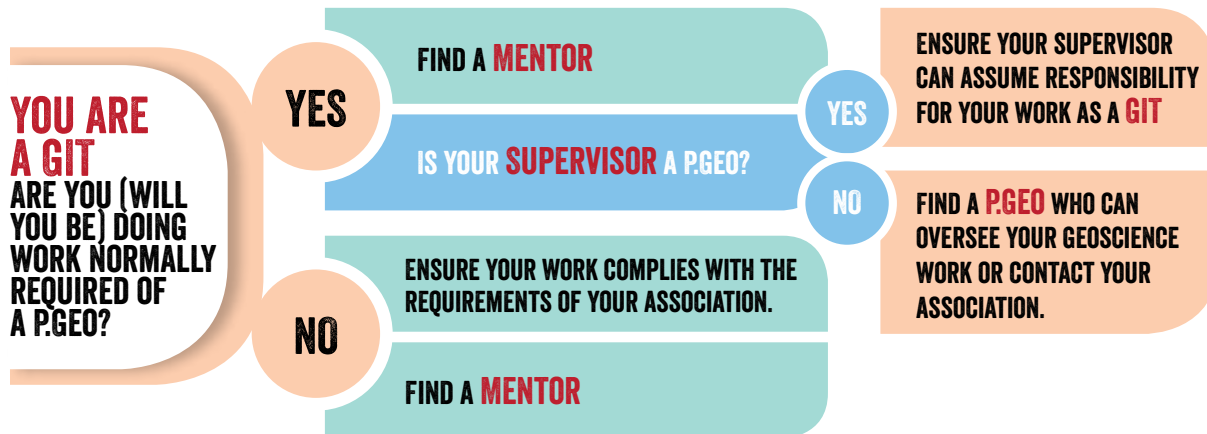 YOU ARE
A GIT
ARE YOU (WILL
YOU BE) DOING
WORK NORMALLY
REQUIRED OF
A P.GEO?
YES
FIND A MENTOR
IS YOUR SUPERVISOR A P.GEO?
YES
ENSURE YOUR SUPERVISOR
CAN ASSUME RESPONSIBILITY
FOR YOUR WORK AS A GIT
NO
FIND A P.GEO WHO CAN
OVERSEE YOUR GEOSCIENCE
WORK OR CONTACT YOUR
ASSOCIATION.
NO
ENSURE YOUR WORK COMPLIES WITH THE
REQUIREMENTS OF YOUR ASSOCIATION.
FIND A MENTOR